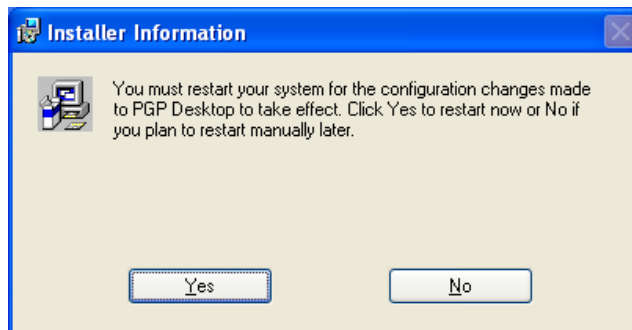 Installer Information
You must restart your system for the configuration changes made
to PGP Desktop to take effect. Click Yes to restart now or No if
you plan to restart manually later.
Yes
No